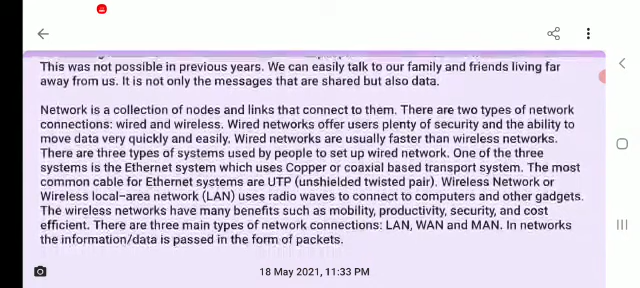 This was not possible in previous years. We can easily talk to our family and friends living far
away from us. It is not only the messages that are shared but also data.
Network is a collection of nodes and links that connect to them. There are two types of network
connections: wired and wireless. Wired networks offer users plenty of security and the ability to
move data very quickly and easily. Wired networks are usually faster than wireless networks.
There are three types of systems used by people to set up wired network. One of the three
systems is the Ethernet system which uses Copper or coaxial based transport system. The most
common cable for Ethernet systems are UTP (unshielded twisted pair). Wireless Network or
Wireless local-area network (LAN) uses radio waves to connect to computers and other gadgets.
The wireless networks have many benefits such as mobility, productivity, security, and cost
efficient. There are three main types of network connections: LAN, WAN and MAN. In networks
the information/data is passed in the form of packets.
18 May 2021, 11:33 PM